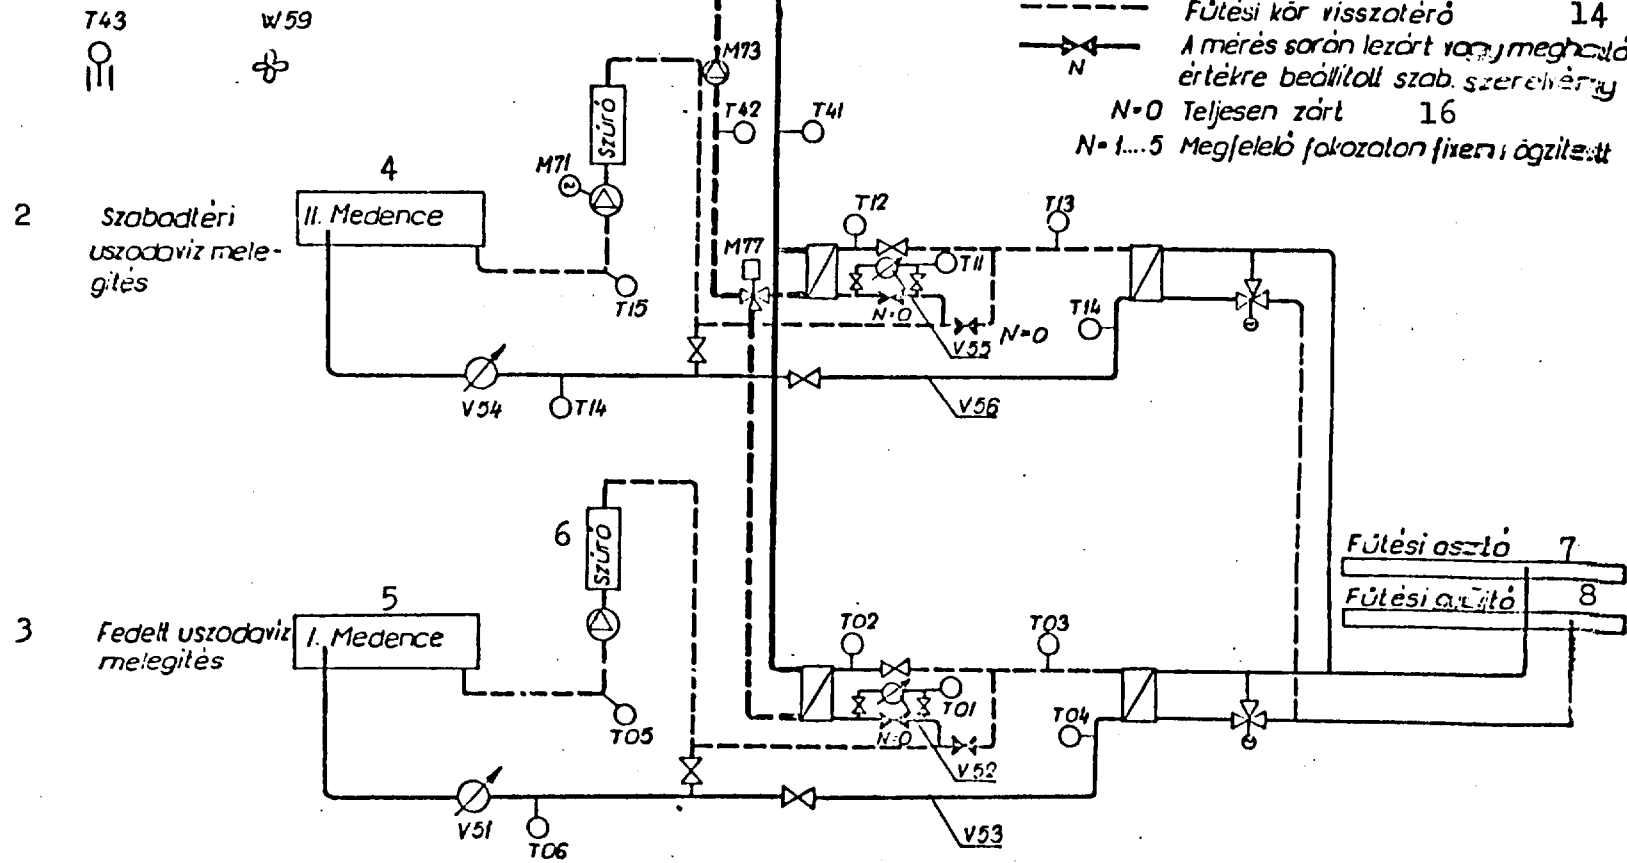 T43
W59
Fűtési kör visszatérő 14
A mérés során lezárt vagy meghatá
N
értékre beállított szab. szerelvény
N=0 Teljesen zárt 16
N=1....5 Megfelelő fokozaton fixen rögzített
M73
T42
T41
Szűrő
M71
4
2
Szabadtéri
uszodaviz mele-
gítés
II. Medence
T15
M77
T12
T13
T11
N=0
V55
N=0
T14
V54
T14
V56
6
Szűrő
Fűtési osztó 7
Fűtési gyűjtő 8
5
3
Fedett uszodaviz
melegítés
I. Medence
T05
T02
T03
T01
N=0
V52
T04
V51
T06
V53